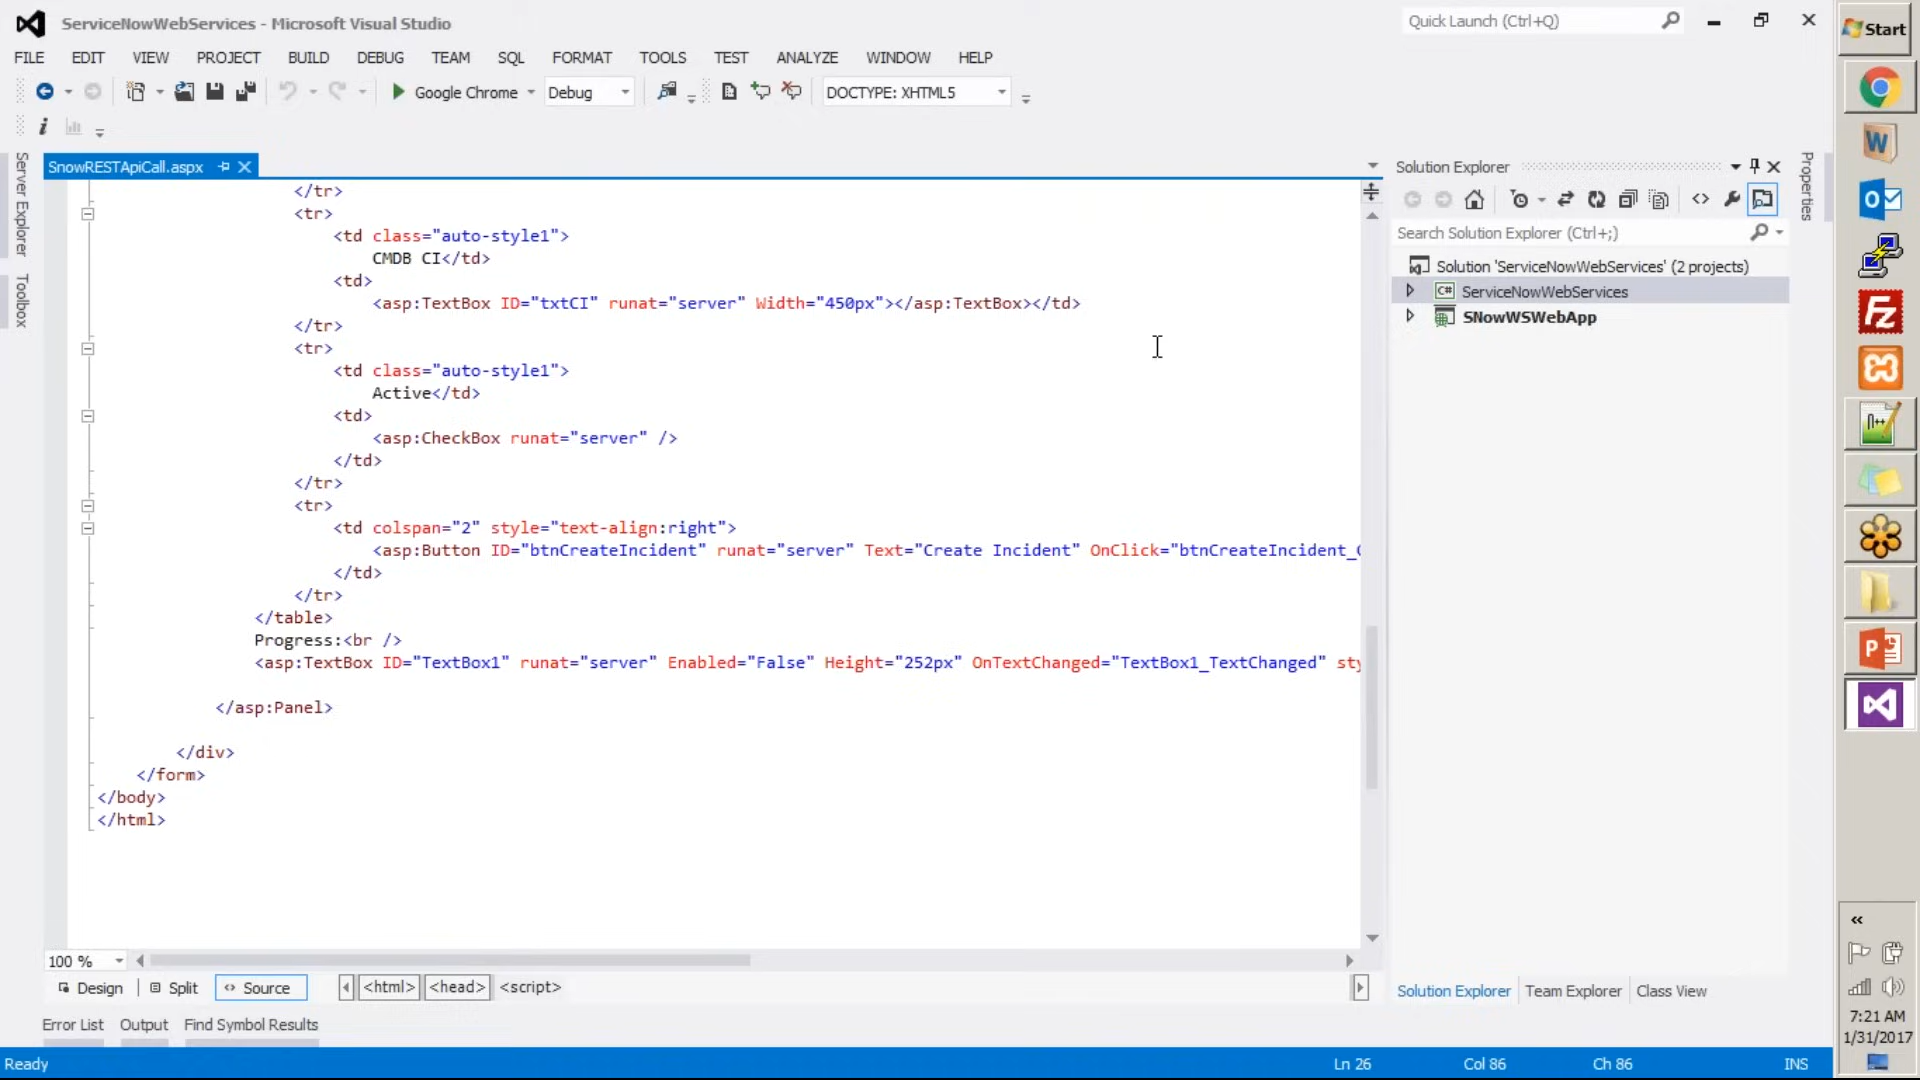 ServiceNowWebServices - Microsoft Visual Studio
Quick Launch (Ctrl+Q)
Start
FILE EDIT VIEW PROJECT BUILD DEBUG TEAM SQL FORMAT TOOLS TEST ANALYZE WINDOW HELP
Google Chrome Debug DOCTYPE: XHTML5
SnowRESTApiCall.aspx
Server Explorer
Toolbox
</tr>
<tr>
<td class="auto-style1">
CMDB CI</td>
<td>
<asp:TextBox ID="txtCI" runat="server" Width="450px"></asp:TextBox></td>
</tr>
<tr>
<td class="auto-style1">
Active</td>
<td>
<asp:CheckBox runat="server" />
</td>
</tr>
<tr>
<td colspan="2" style="text-align:right">
<asp:Button ID="btnCreateIncident" runat="server" Text="Create Incident" OnClick="btnCreateIncident_
</td>
</tr>
</table>
Progress:<br />
<asp:TextBox ID="TextBox1" runat="server" Enabled="False" Height="252px" OnTextChanged="TextBox1_TextChanged" sty
</asp:Panel>
</div>
</form>
</body>
</html>
100 %
Design Split Source <html> <head> <script>
Error List Output Find Symbol Results
Solution Explorer
Search Solution Explorer (Ctrl+;)
Solution 'ServiceNowWebServices' (2 projects)
C# ServiceNowWebServices
SNowWSWebApp
Solution Explorer Team Explorer Class View
Properties
Ready Ln 26 Col 86 Ch 86 INS
7:21 AM
1/31/2017